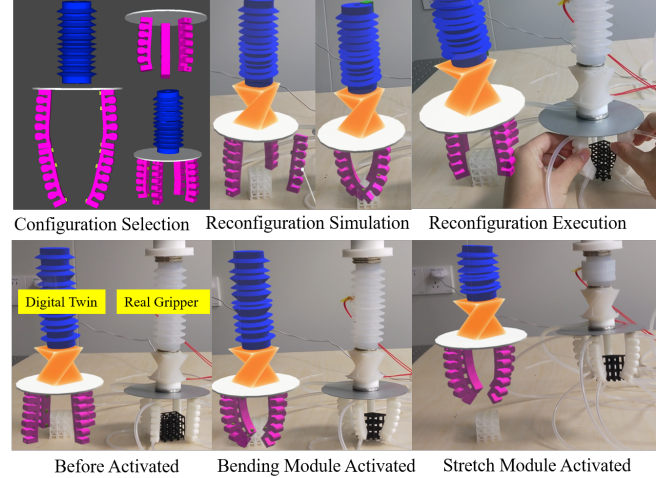 Configuration Selection
Reconfiguration Simulation
Reconfiguration Execution
Digital Twin
Real Gripper
Before Activated
Bending Module Activated
Stretch Module Activated